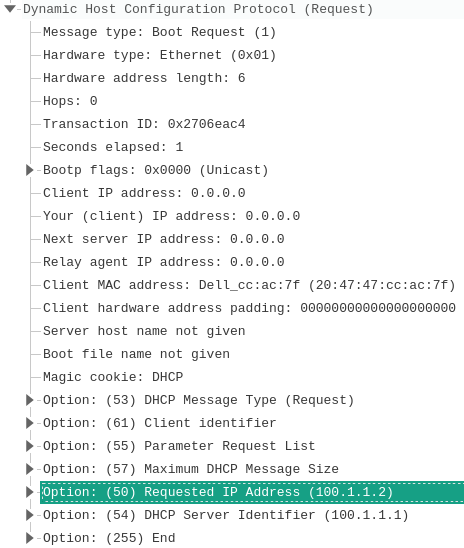 Dynamic Host Configuration Protocol (Request)
Message type: Boot Request (1)
Hardware type: Ethernet (0x01)
Hardware address length: 6
Hops: 0
Transaction ID: 0x2706eac4
Seconds elapsed: 1
Bootp flags: 0x0000 (Unicast)
Client IP address: 0.0.0.0
Your (client) IP address: 0.0.0.0
Next server IP address: 0.0.0.0
Relay agent IP address: 0.0.0.0
Client MAC address: Dell_cc:ac:7f (20:47:47:cc:ac:7f)
Client hardware address padding: 00000000000000000000
Server host name not given
Boot file name not given
Magic cookie: DHCP
Option: (53) DHCP Message Type (Request)
Option: (61) Client identifier
Option: (55) Parameter Request List
Option: (57) Maximum DHCP Message Size
Option: (50) Requested IP Address (100.1.1.2)
Option: (54) DHCP Server Identifier (100.1.1.1)
Option: (255) End